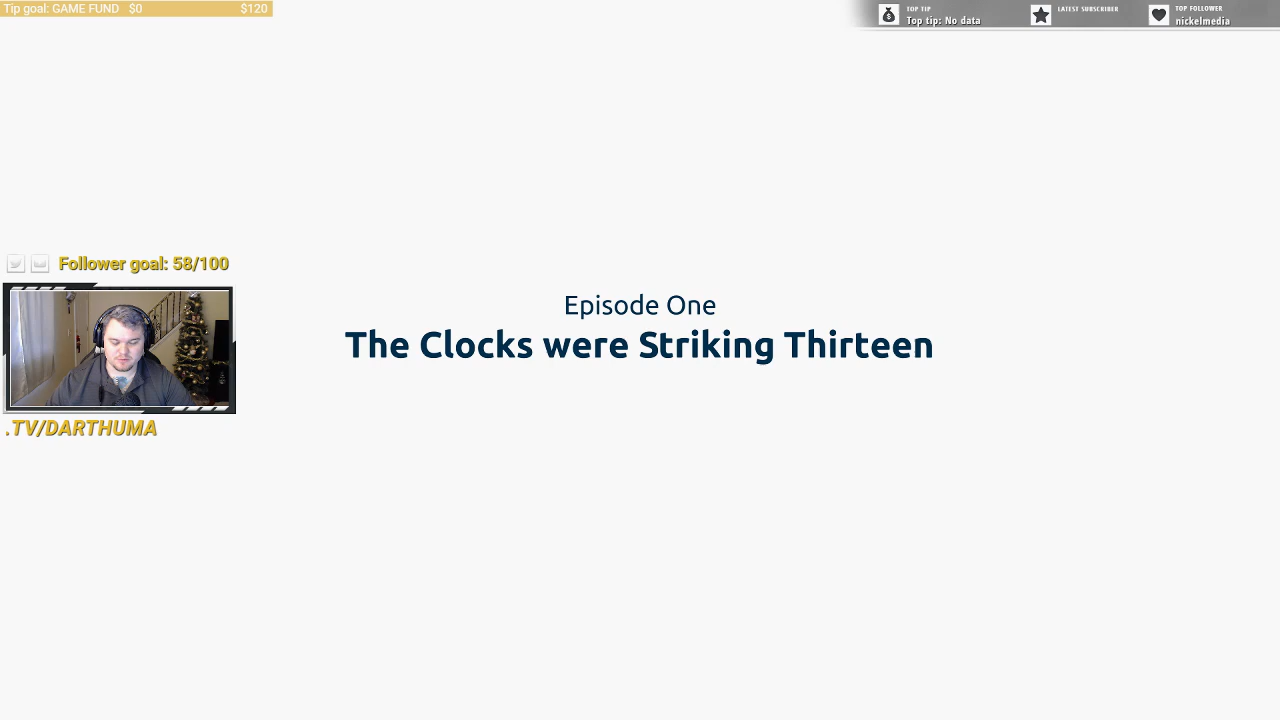 Tip goal: GAME FUND $0 $120
TOP TIP
Top tip: No data
LATEST SUBSCRIBER
TOP FOLLOWER
nickelmedia
Follower goal: 58/100
Episode One
The Clocks were Striking Thirteen
.TV/DARTHUMA